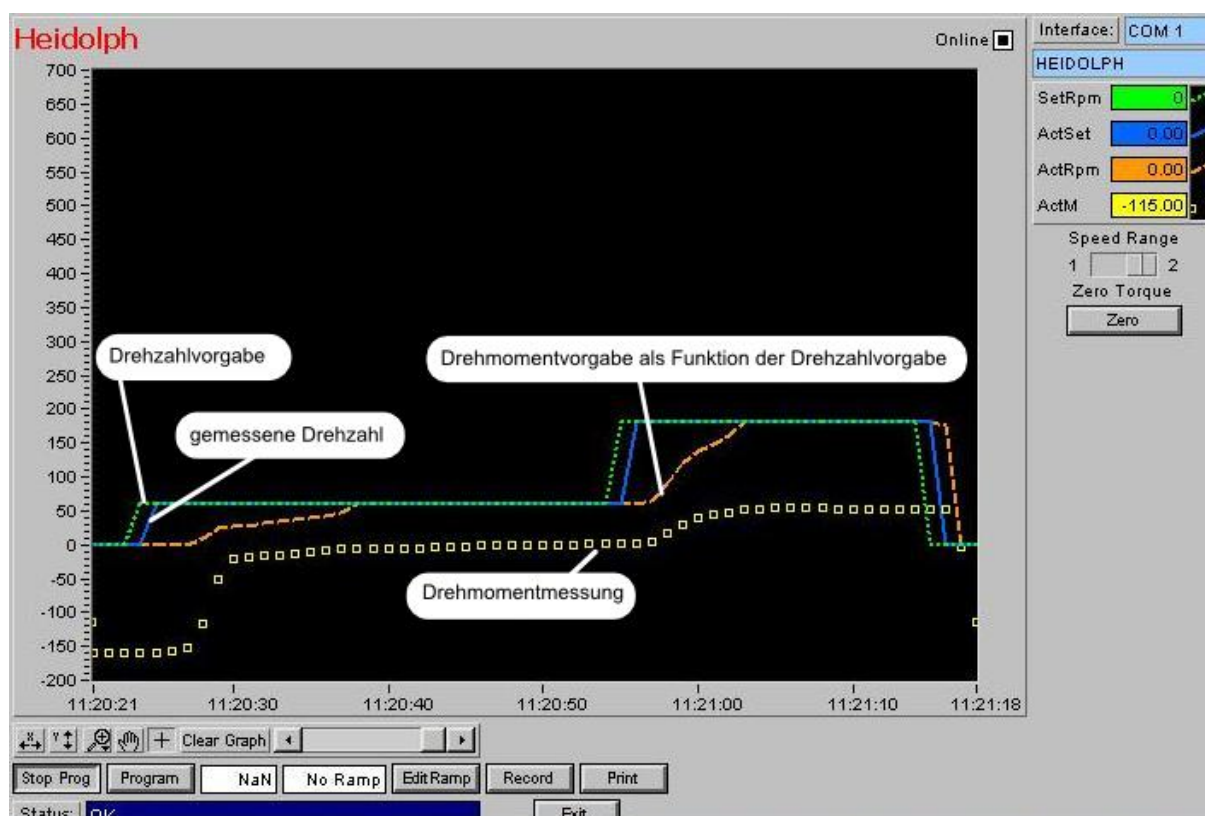 Heidolph
Online
Interface: COM 1
HEIDOLPH
SetRpm 0
ActSet 0.00
ActRpm 0.00
ActM -115.00
Speed Range
1 2
Zero Torque
Zero
700
650
600
550
500
450
400
350
300
250
200
150
100
50
0
-50
-100
-150
-200
Drehzahlvorgabe
gemessene Drehzahl
Drehmomentvorgabe als Funktion der Drehzahlvorgabe
Drehmomentmessung
11:20:21 11:20:30 11:20:40 11:20:50 11:21:00 11:21:10 11:21:18
X Y Clear Graph
Stop Prog Program NaN No Ramp Edit Ramp Record Print
Status: OK Exit